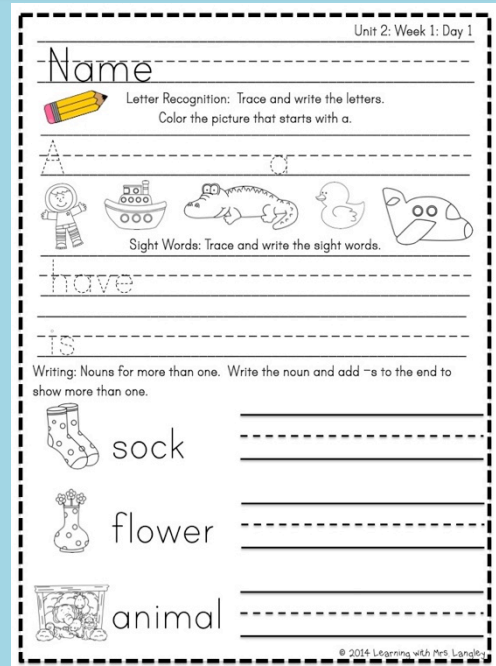 Unit 2: Week 1: Day 1
Name
Letter Recognition: Trace and write the letters.
Color the picture that starts with a.
A a
Sight Words: Trace and write the sight words.
have
is
Writing: Nouns for more than one. Write the noun and add -s to the end to
show more than one.
sock
flower
animal
© 2014 Learning with Mrs. Langley